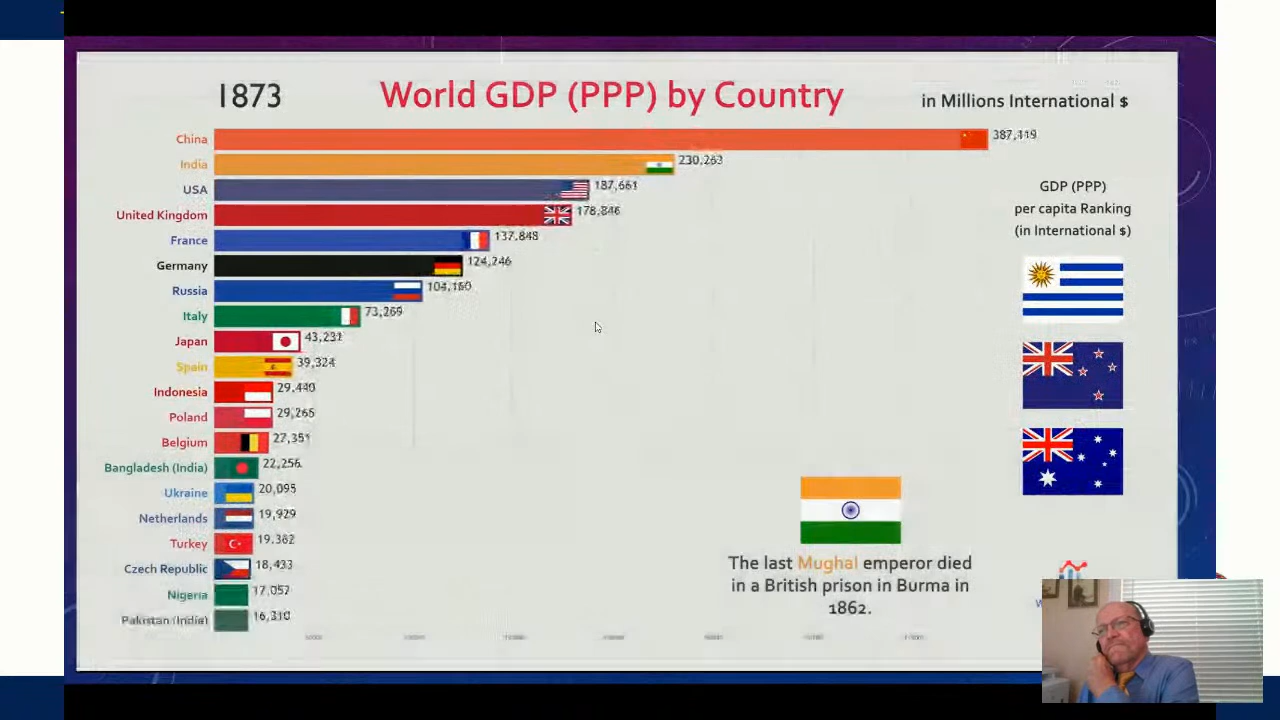 1873
World GDP (PPP) by Country
in Millions International $
China 387,119
India 230,263
USA 187,661
United Kingdom 178,846
France 137,848
Germany 124,246
Russia 104,160
Italy 73,269
Japan 43,231
Spain 39,324
Indonesia 29,440
Poland 29,265
Belgium
Bangladesh (India) 22,256
Ukraine 20,095
Netherlands 19,929
Turkey 19,362
Czech Republic 18,433
Nigeria 17,052
Pakistan (India) 16,310
GDP (PPP)
per capita Ranking
(in International $)
The last Mughal emperor died
in a British prison in Burma in
1862.